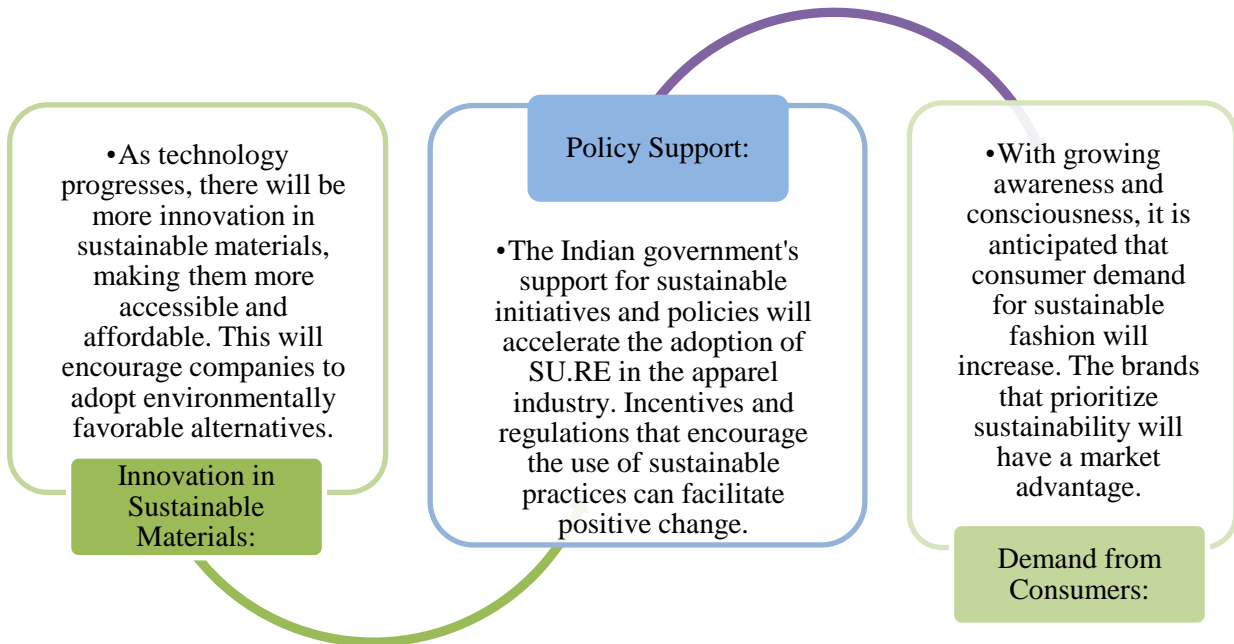 •As technology
progresses, there will be
more innovation in
sustainable materials,
making them more
accessible and
affordable. This will
encourage companies to
adopt environmentally
favorable alternatives.
Innovation in
Sustainable
Materials:
Policy Support:
•The Indian government's
support for sustainable
initiatives and policies will
accelerate the adoption of
SU.RE in the apparel
industry. Incentives and
regulations that encourage
the use of sustainable
practices can facilitate
positive change.
•With growing
awareness and
consciousness, it is
anticipated that
consumer demand
for sustainable
fashion will
increase. The brands
that prioritize
sustainability will
have a market
advantage.
Demand from
Consumers: